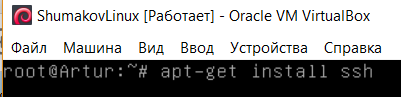 ShumakovLinux [Работает] - Oracle VM VirtualBox
Файл Машина Вид Ввод Устройства Справка
root@Artur:~# apt-get install ssh